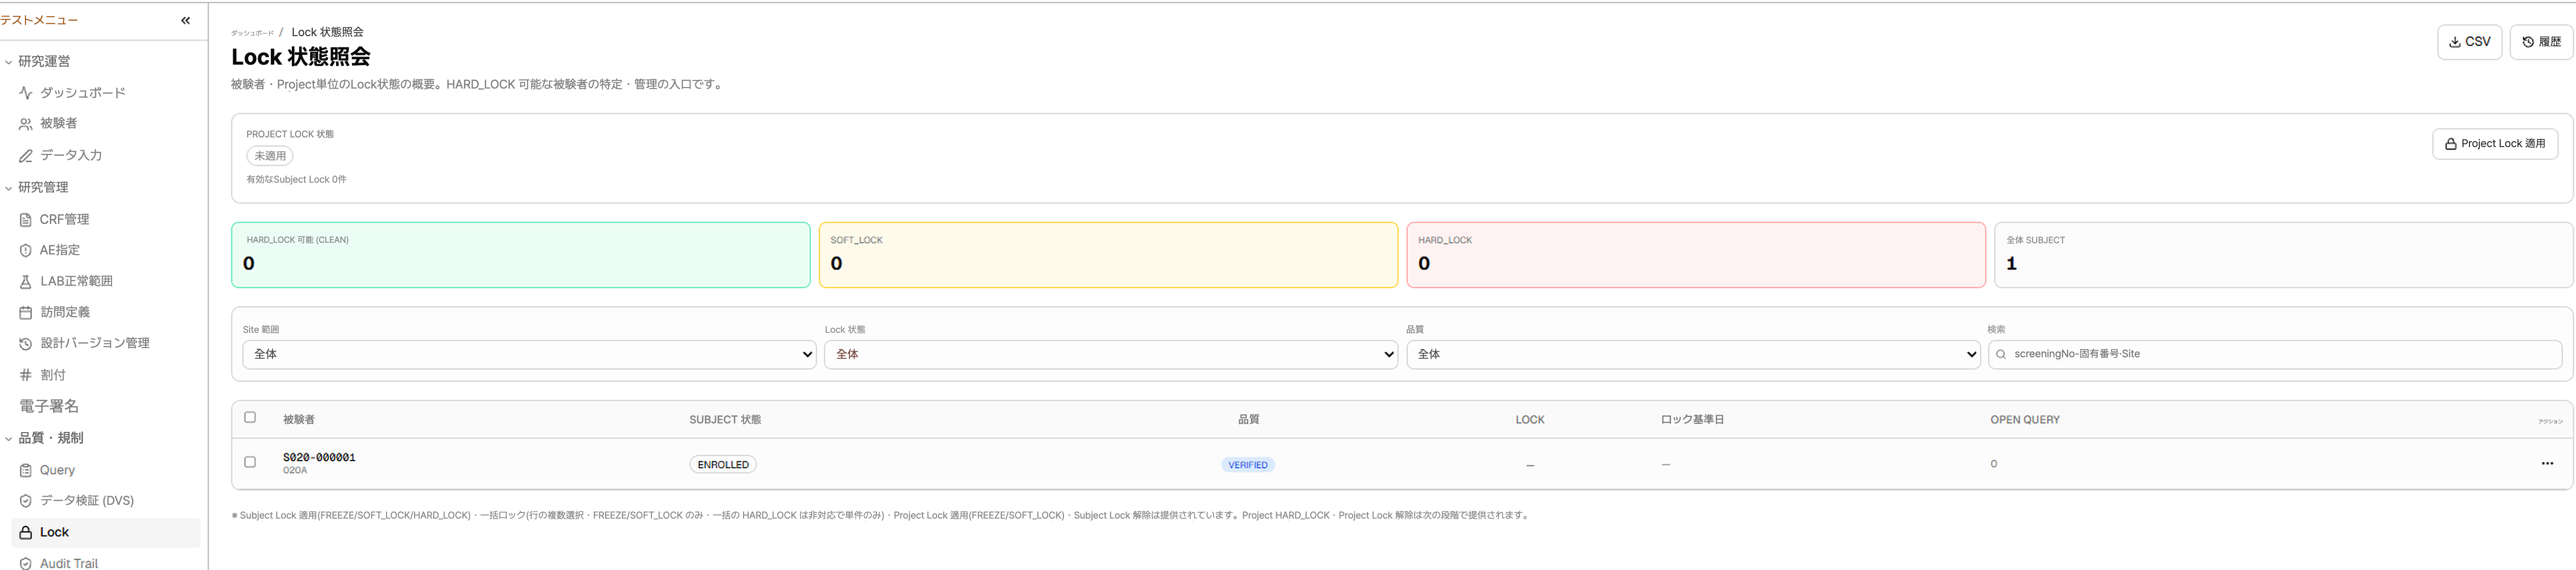 テストメニュー
研究運営
ダッシュボード
被験者
データ入力
研究管理
CRF管理
AE指定
LAB正常範囲
訪問定義
設計バージョン管理
割付
電子署名
品質・規制
Query
データ検証 (DVS)
Lock
Audit Trail
ダッシュボード / Lock 状態照会
Lock 状態照会
被験者・Project単位のLock状態の概要。HARD_LOCK 可能な被験者の特定・管理の入口です。
CSV 履歴
PROJECT LOCK 状態
未適用
有効なSubject Lock 0件
Project Lock 適用
HARD_LOCK 可能 (CLEAN)
0
SOFT_LOCK
0
HARD_LOCK
0
全体 SUBJECT
1
Site 範囲
全体
Lock 状態
全体
品質
全体
検索
screeningNo·固有番号·Site
被験者 SUBJECT 状態 品質 LOCK ロック基準日 OPEN QUERY アクション
S020-000001 ENROLLED VERIFIED — — 0 ···
020A
※ Subject Lock 適用(FREEZE/SOFT_LOCK/HARD_LOCK)・一括ロック(行の複数選択・FREEZE/SOFT_LOCK のみ・一括の HARD_LOCK は非対応で単件のみ)・Project Lock 適用(FREEZE/SOFT_LOCK)・Subject Lock 解除は提供されています。Project HARD_LOCK・Project Lock 解除は次の段階で提供されます。